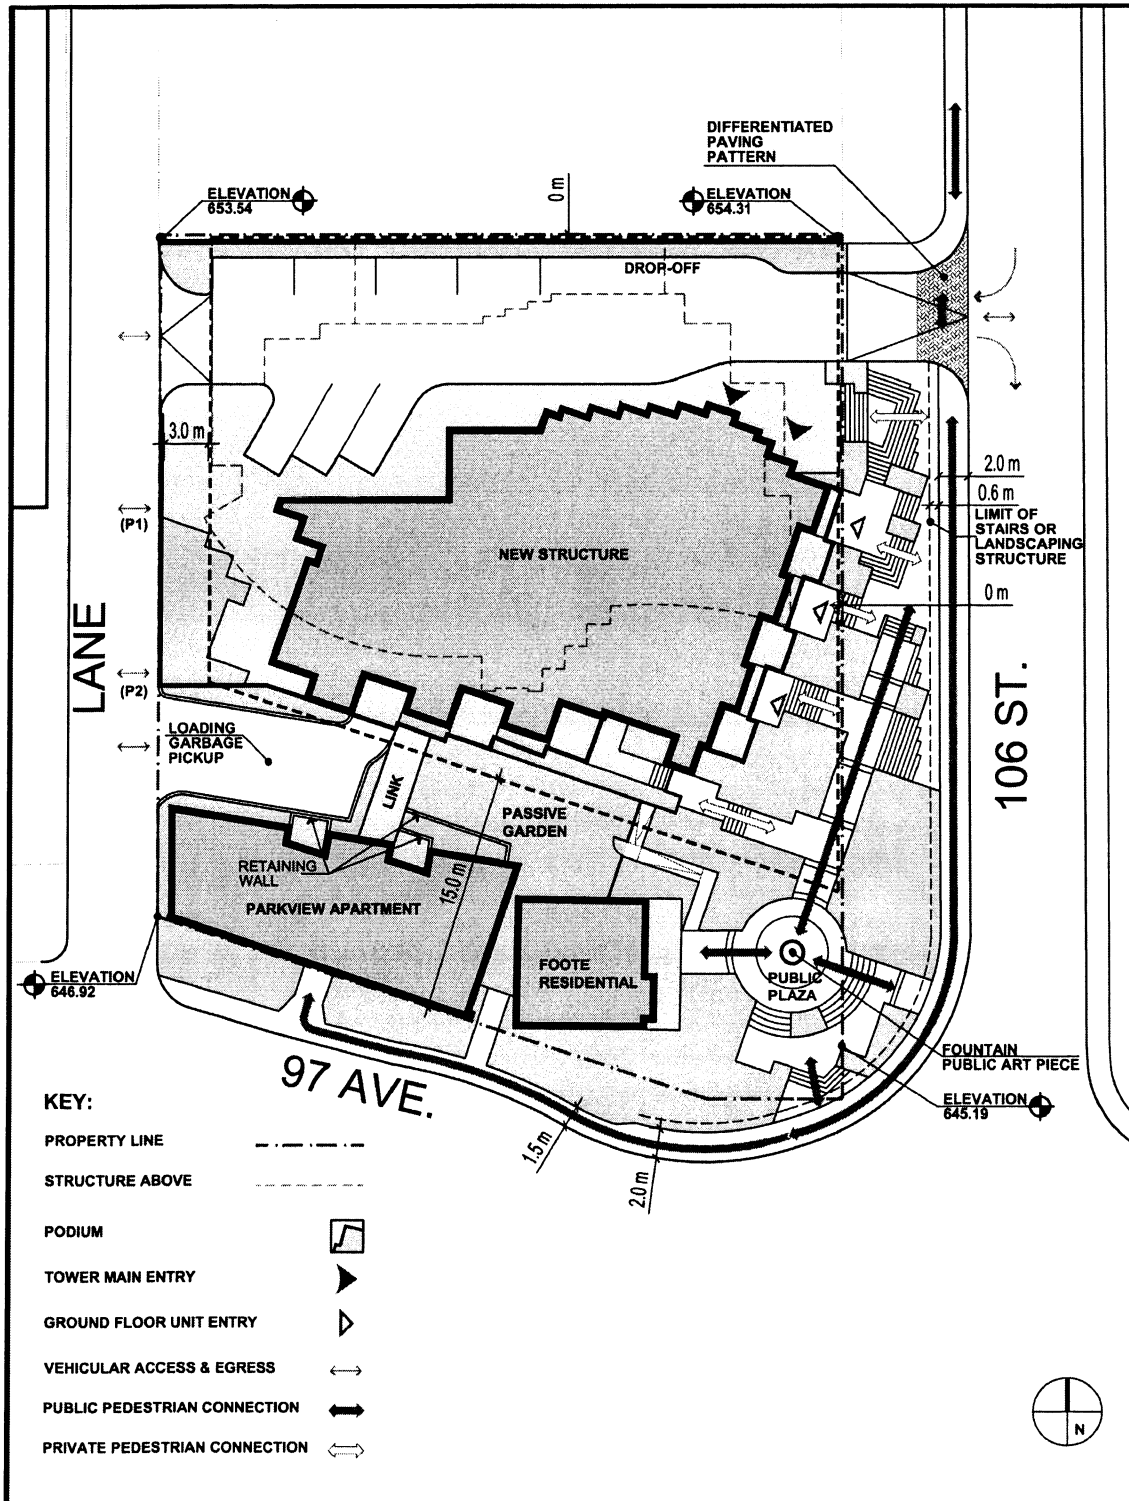 DIFFERENTIATED
PAVING
PATTERN
ELEVATION
653.54
0 m
ELEVATION
654.31
DROP-OFF
3.0 m
2.0 m
0.6 m
LIMIT OF
STAIRS OR
LANDSCAPING
STRUCTURE
0 m
(P1)
NEW STRUCTURE
LANE
(P2)
106 ST.
LOADING
GARBAGE
PICKUP
LINK
PASSIVE
GARDEN
RETAINING
WALL
15.0 m
PARKVIEW APARTMENT
FOOTE
RESIDENTIAL
PUBLIC
PLAZA
ELEVATION
646.92
FOUNTAIN
PUBLIC ART PIECE
97 AVE.
ELEVATION
645.19
1.5 m
2.0 m
KEY:
PROPERTY LINE
STRUCTURE ABOVE
PODIUM
TOWER MAIN ENTRY
GROUND FLOOR UNIT ENTRY
VEHICULAR ACCESS & EGRESS
PUBLIC PEDESTRIAN CONNECTION
PRIVATE PEDESTRIAN CONNECTION
N